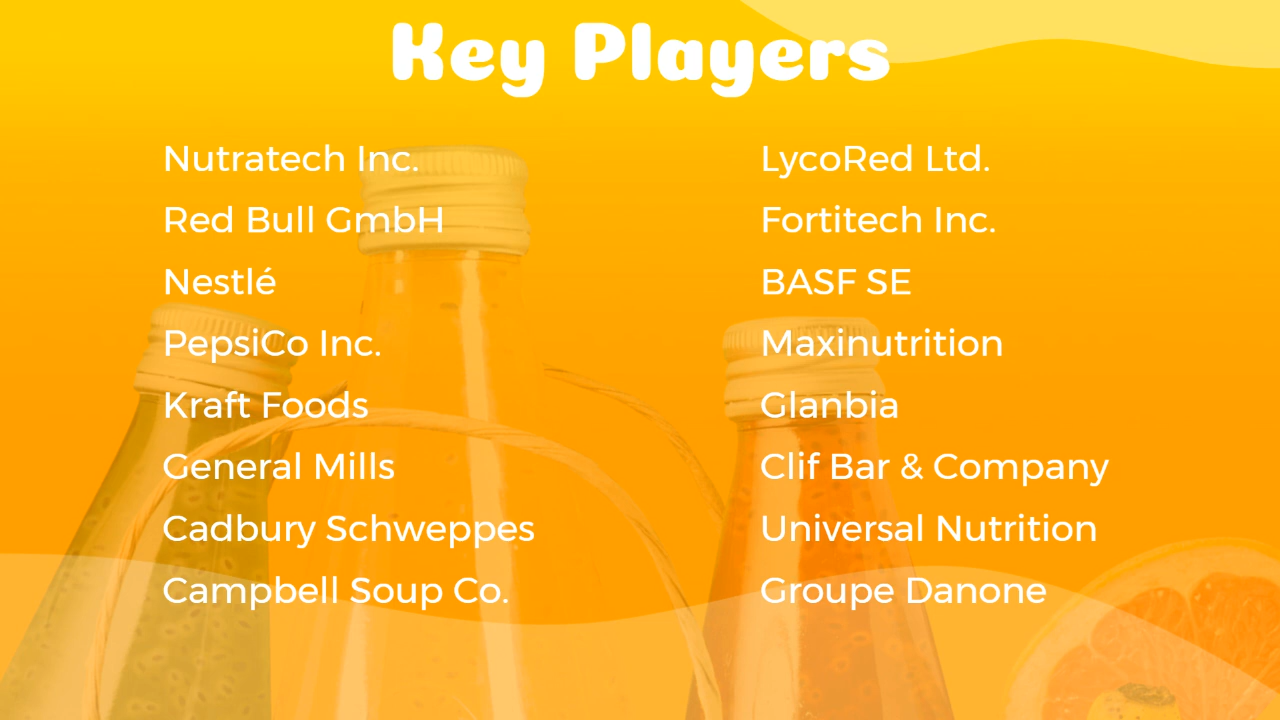 Key Players
Nutratech Inc.
Red Bull GmbH
Nestlé
PepsiCo Inc.
Kraft Foods
General Mills
Cadbury Schweppes
Campbell Soup Co.
LycoRed Ltd.
Fortitech Inc.
BASF SE
Maxinutrition
Glanbia
Clif Bar & Company
Universal Nutrition
Groupe Danone